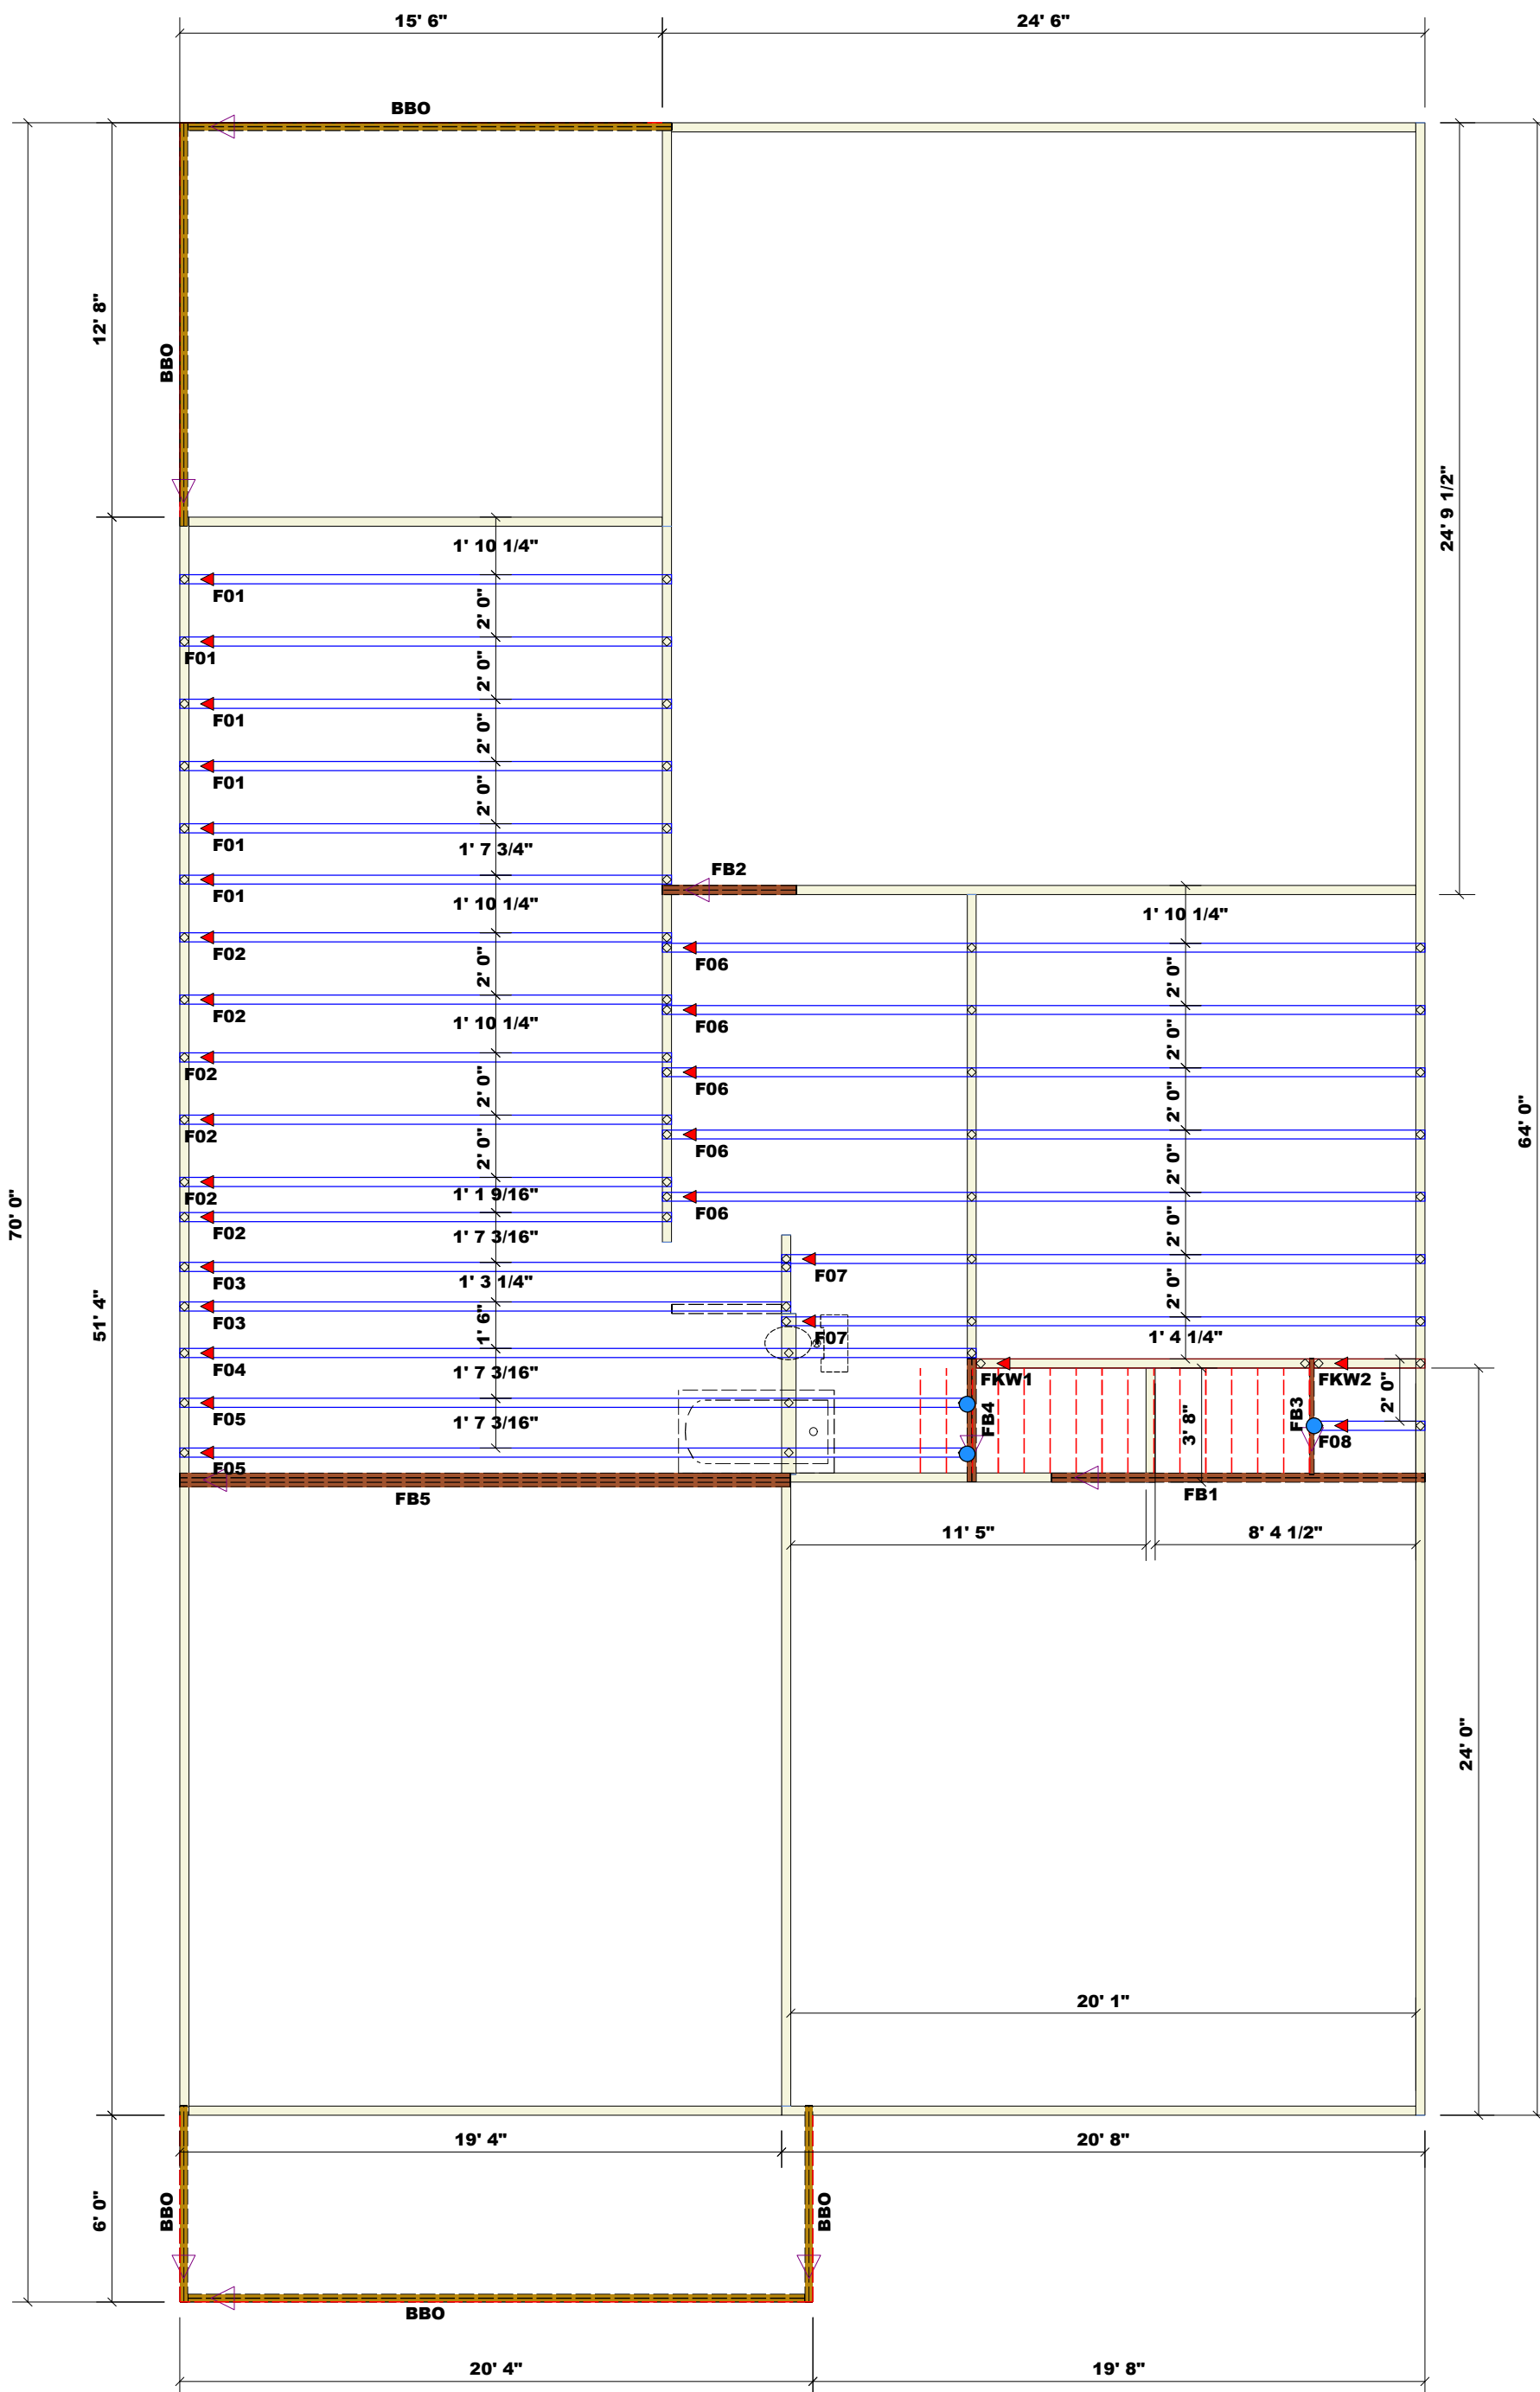 15' 6"
24' 6"
BBO
12' 8"
BBO
24' 9 1/2"
1' 10 1/4"
F01
2' 0"
F01
2' 0"
F01
2' 0"
F01
2' 0"
F01
1' 7 3/4"
FB2
F01
1' 10 1/4"
1' 10 1/4"
F02
F06
2' 0"
2' 0"
F02
1' 10 1/4"
F06
2' 0"
F02
2' 0"
F06
2' 0"
F02
F06
2' 0"
2' 0"
F02
1' 1 9/16"
F06
64' 0"
70' 0"
F02
1' 7 3/16"
2' 0"
F03
1' 3 1/4"
F07
2' 0"
51' 4"
F03
1' 6"
F07
1' 4 1/4"
F04
1' 7 3/16"
FKW1
FKW2
2' 0"
F05
1' 7 3/16"
FB4
3' 8"
FB3
F08
F05
FB5
FB1
11' 5"
8' 4 1/2"
24' 0"
20' 1"
19' 4"
20' 8"
6' 0"
BBO
BBO
BBO
20' 4"
19' 8"